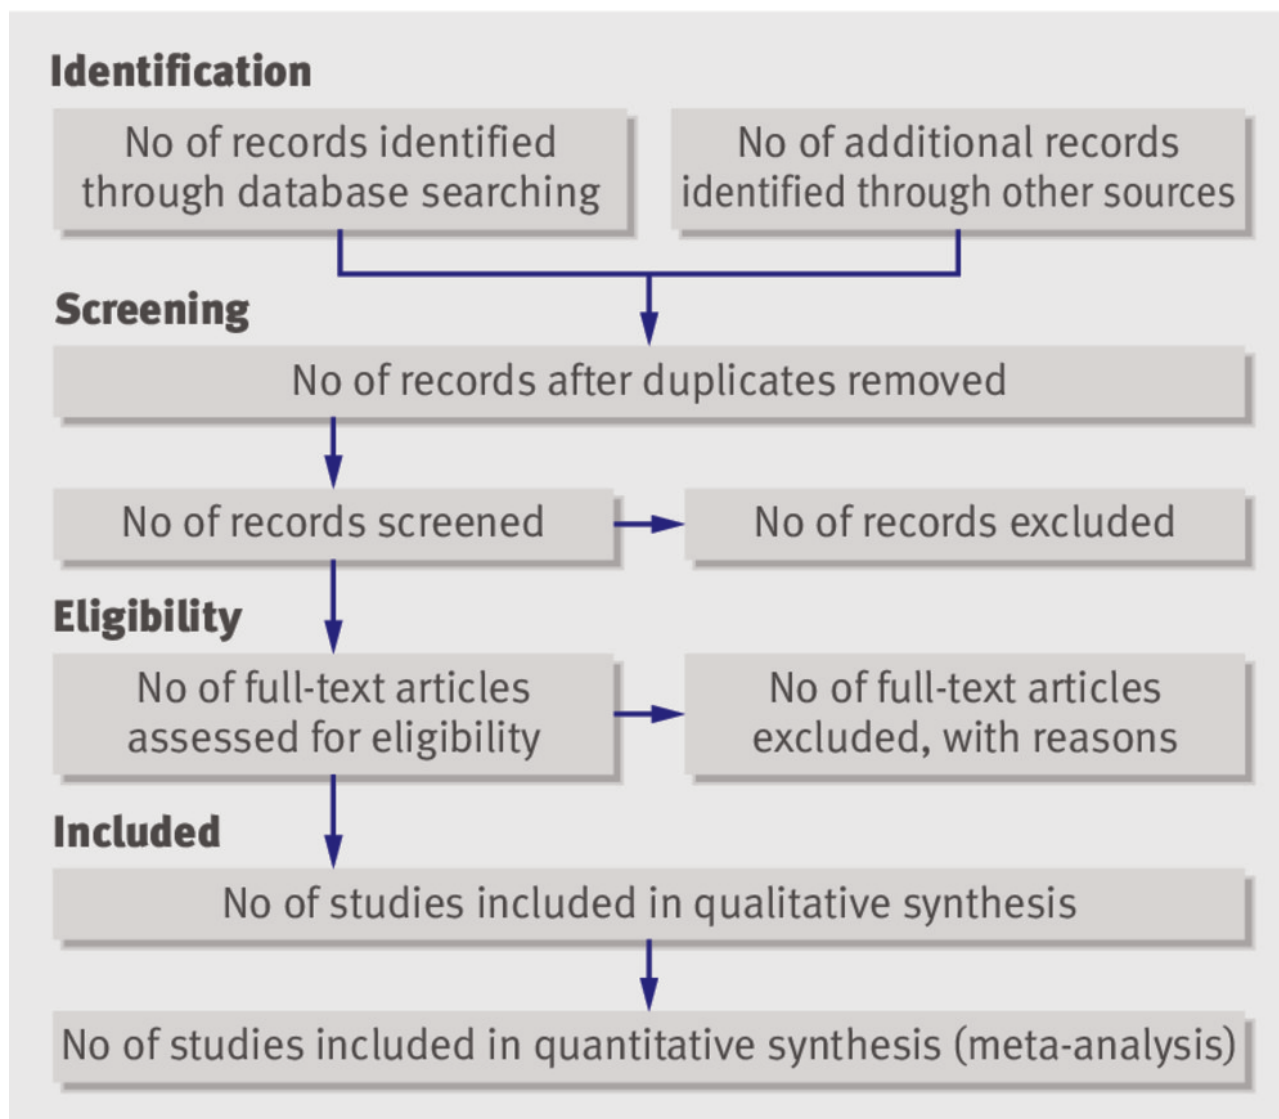 Identification
No of records identified
through database searching
No of additional records
identified through other sources
Screening
No of records after duplicates removed
No of records screened
No of records excluded
Eligibility
No of full-text articles
assessed for eligibility
No of full-text articles
excluded, with reasons
Included
No of studies included in qualitative synthesis
No of studies included in quantitative synthesis (meta-analysis)